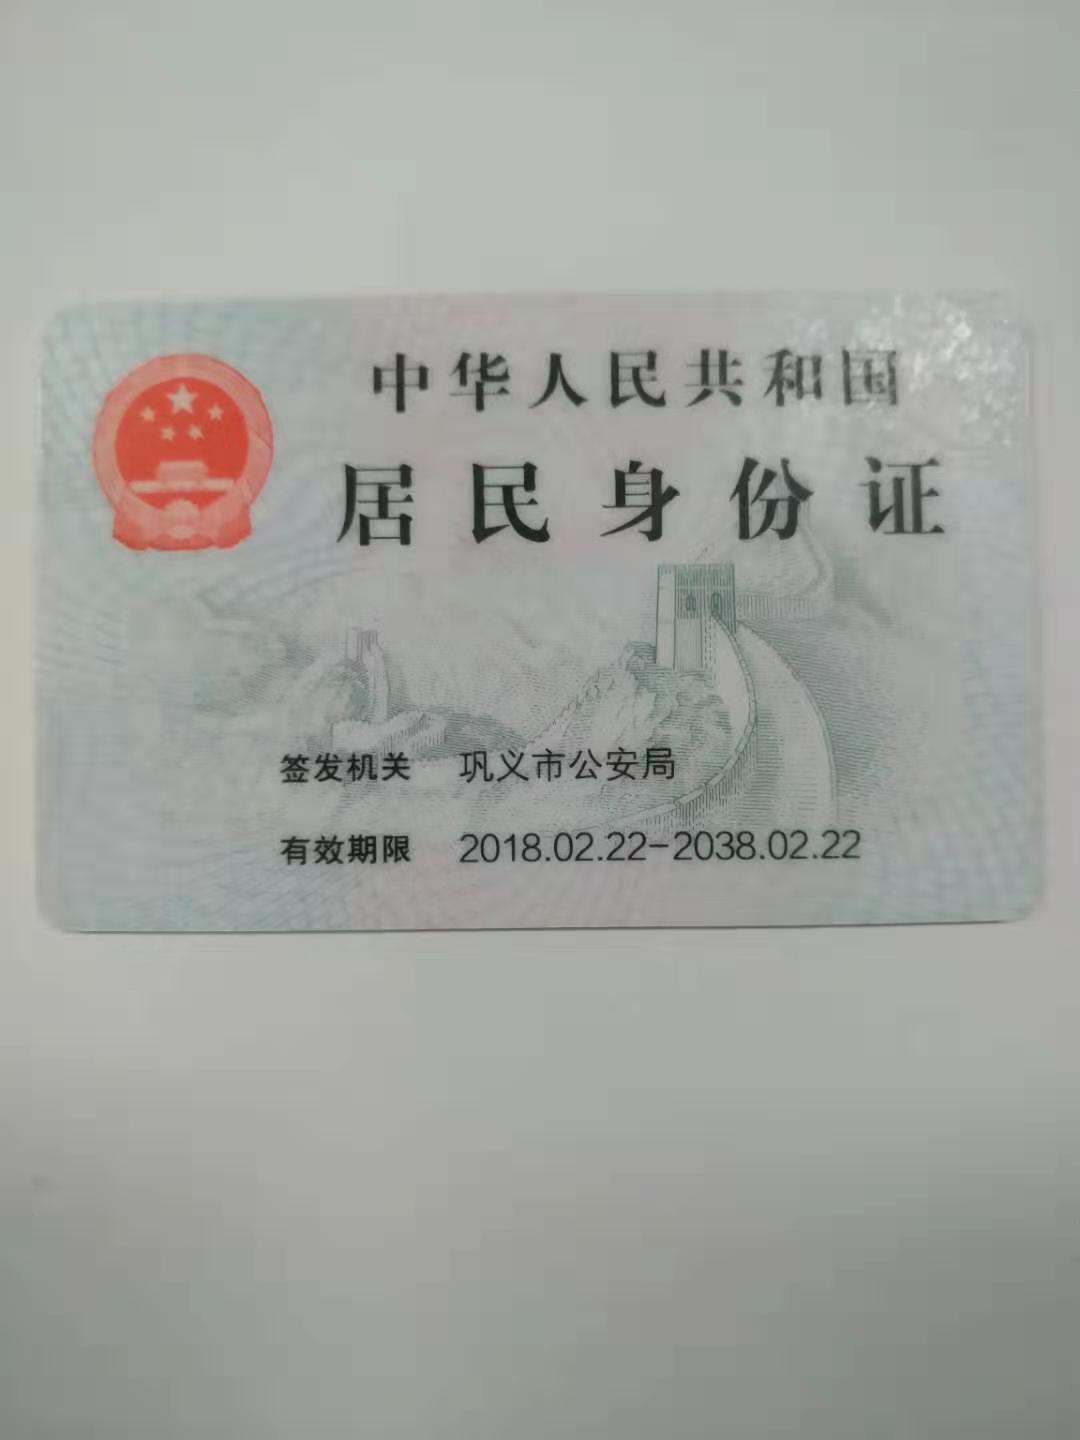 中华人民共和国
居民身份证
签发机关 巩义市公安局
有效期限 2018.02.22-2038.02.22